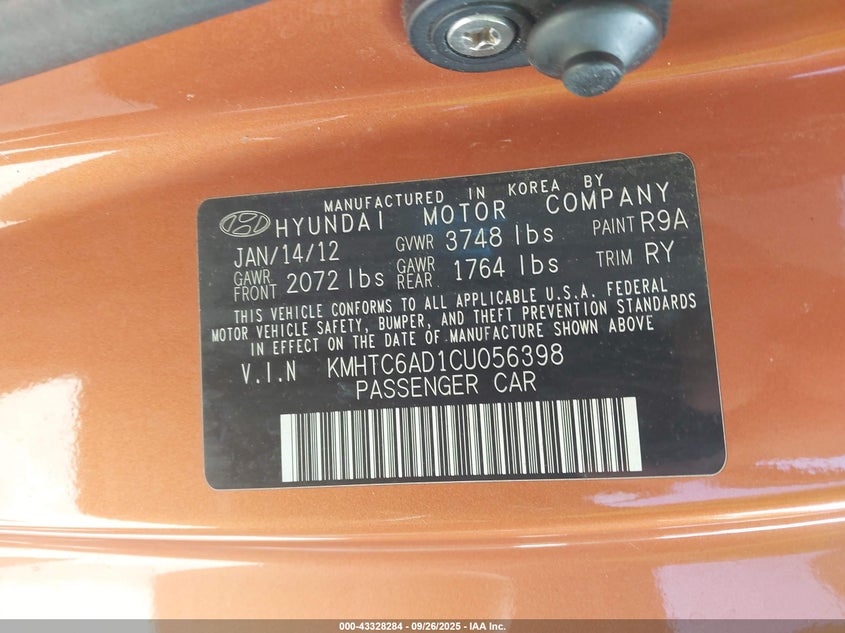 MANUFACTURED IN KOREA BY
HYUNDAI MOTOR COMPANY
JAN/14/12 GVWR 3748 lbs PAINT R9A
GAWR FRONT 2072 lbs GAWR REAR 1764 lbs TRIM RY
THIS VEHICLE CONFORMS TO ALL APPLICABLE U.S.A. FEDERAL
MOTOR VEHICLE SAFETY, BUMPER, AND THEFT PREVENTION STANDARDS
IN EFFECT ON THE DATE OF MANUFACTURE SHOWN ABOVE
V.I.N KMHTC6AD1CU056398
PASSENGER CAR
000-43328284 - 09/26/2025 - IAA Inc.